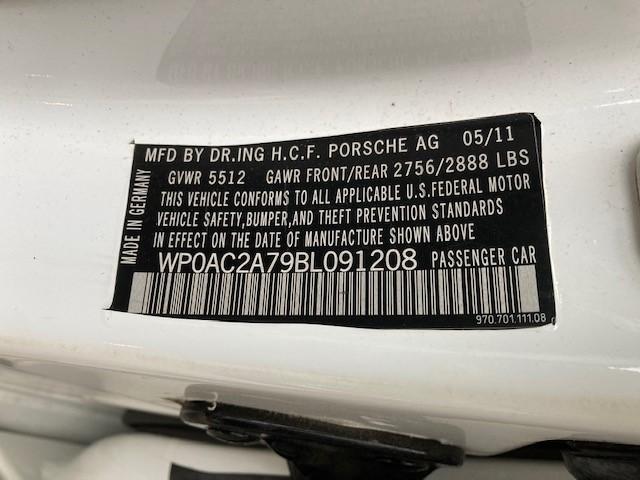 MFD BY DR.ING H.C.F. PORSCHE AG 05/11
GVWR 5512 GAWR FRONT/REAR 2756/2888 LBS
THIS VEHICLE CONFORMS TO ALL APPLICABLE U.S.FEDERAL MOTOR
VEHICLE SAFETY,BUMPER,AND THEFT PREVENTION STANDARDS
IN EFFECT ON THE DATE OF MANUFACTURE SHOWN ABOVE
WP0AC2A79BL091208 PASSENGER CAR
970.701.111.08
MADE IN GERMANY